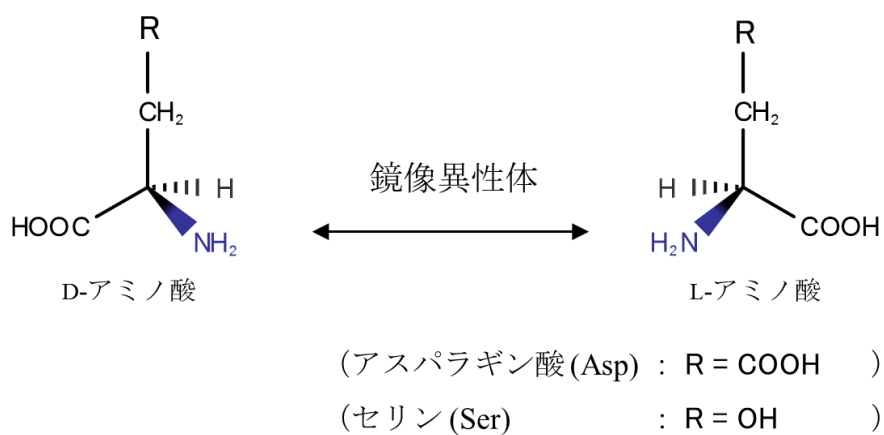 R
CH₂
H
HOOC
NH₂
D-アミノ酸
鏡像異性体
R
CH₂
H
H₂N
COOH
L-アミノ酸
(アスパラギン酸(Asp) : R = COOH )
(セリン(Ser) : R = OH )